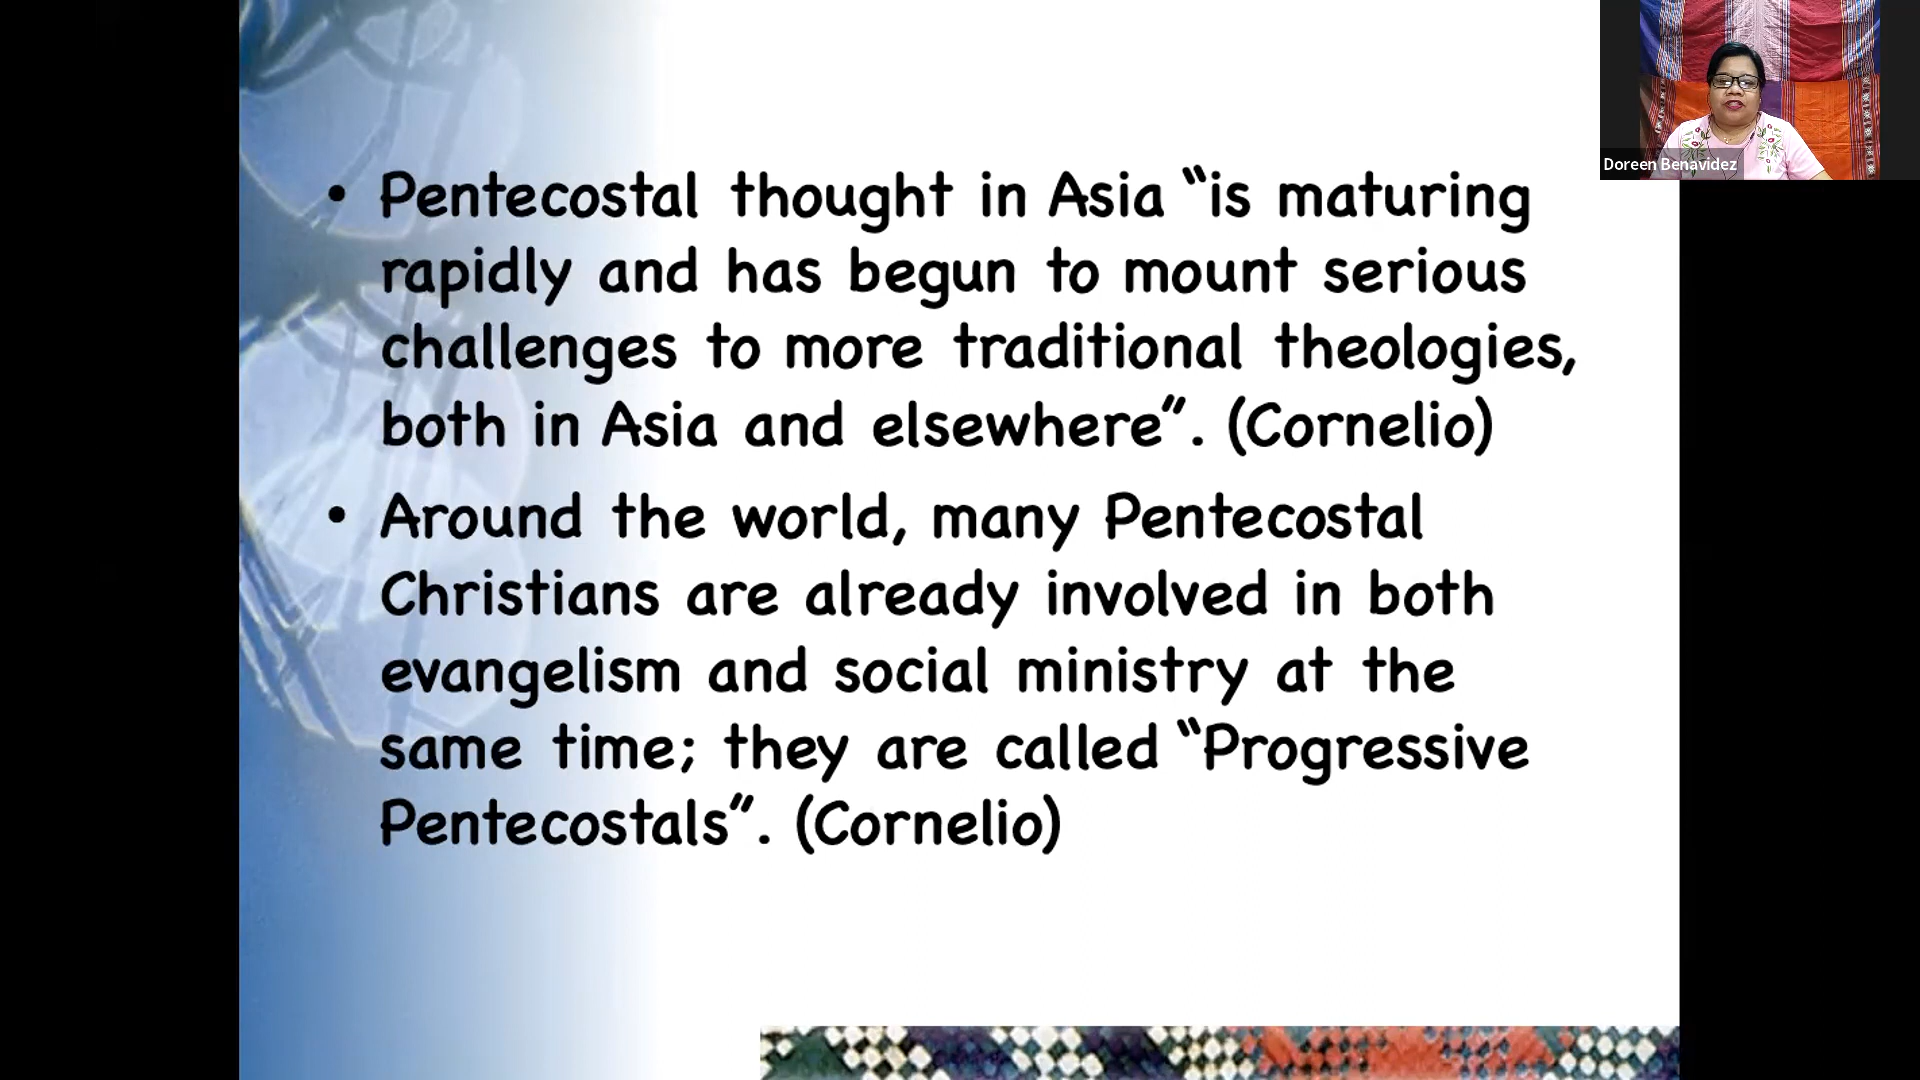 • Pentecostal thought in Asia “is maturing
rapidly and has begun to mount serious
challenges to more traditional theologies,
both in Asia and elsewhere”. (Cornelio)
• Around the world, many Pentecostal
Christians are already involved in both
evangelism and social ministry at the
same time; they are called “Progressive
Pentecostals”. (Cornelio)
Doreen Benavidez